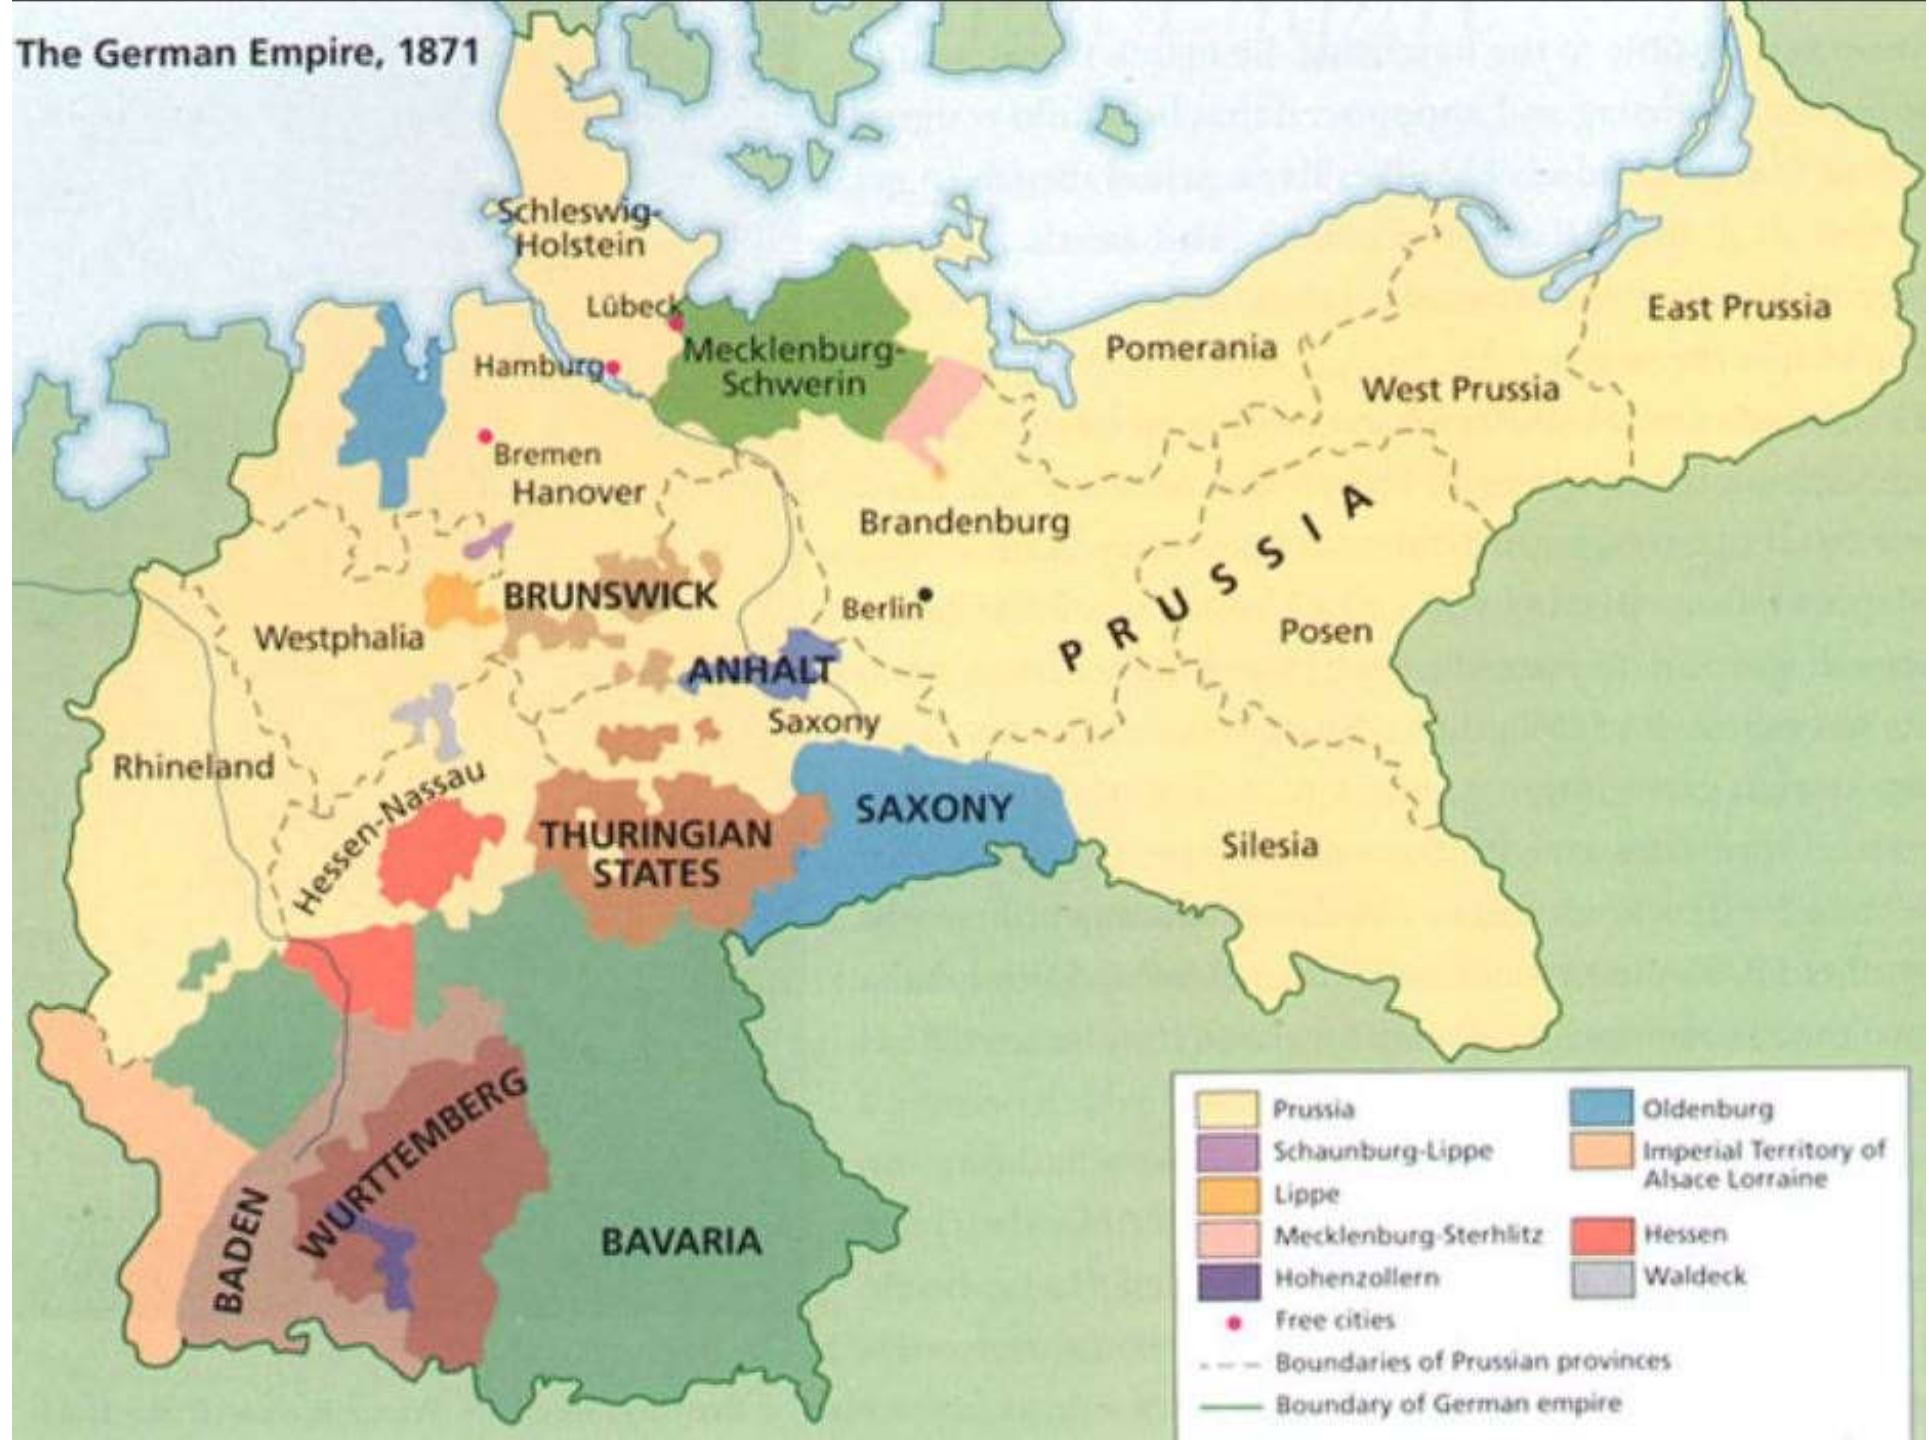 The German Empire, 1871
Schleswig-
Holstein
Lübeck
Hamburg
Mecklenburg-
Schwerin
Pomerania
West Prussia
East Prussia
Bremen
Hanover
Brandenburg
PRUSSIA
BRUNSWICK
Berlin
Posen
Westphalia
ANHALT
Saxony
Rhineland
Hessen-Nassau
THURINGIAN
STATES
SAXONY
Silesia
WURTTEMBERG
BADEN
BAVARIA
Prussia
Schaunburg-Lippe
Lippe
Mecklenburg-Sterhlitz
Hohenzollern
Free cities
Boundaries of Prussian provinces
Boundary of German empire
Oldenburg
Imperial Territory of
Alsace Lorraine
Hessen
Waldeck